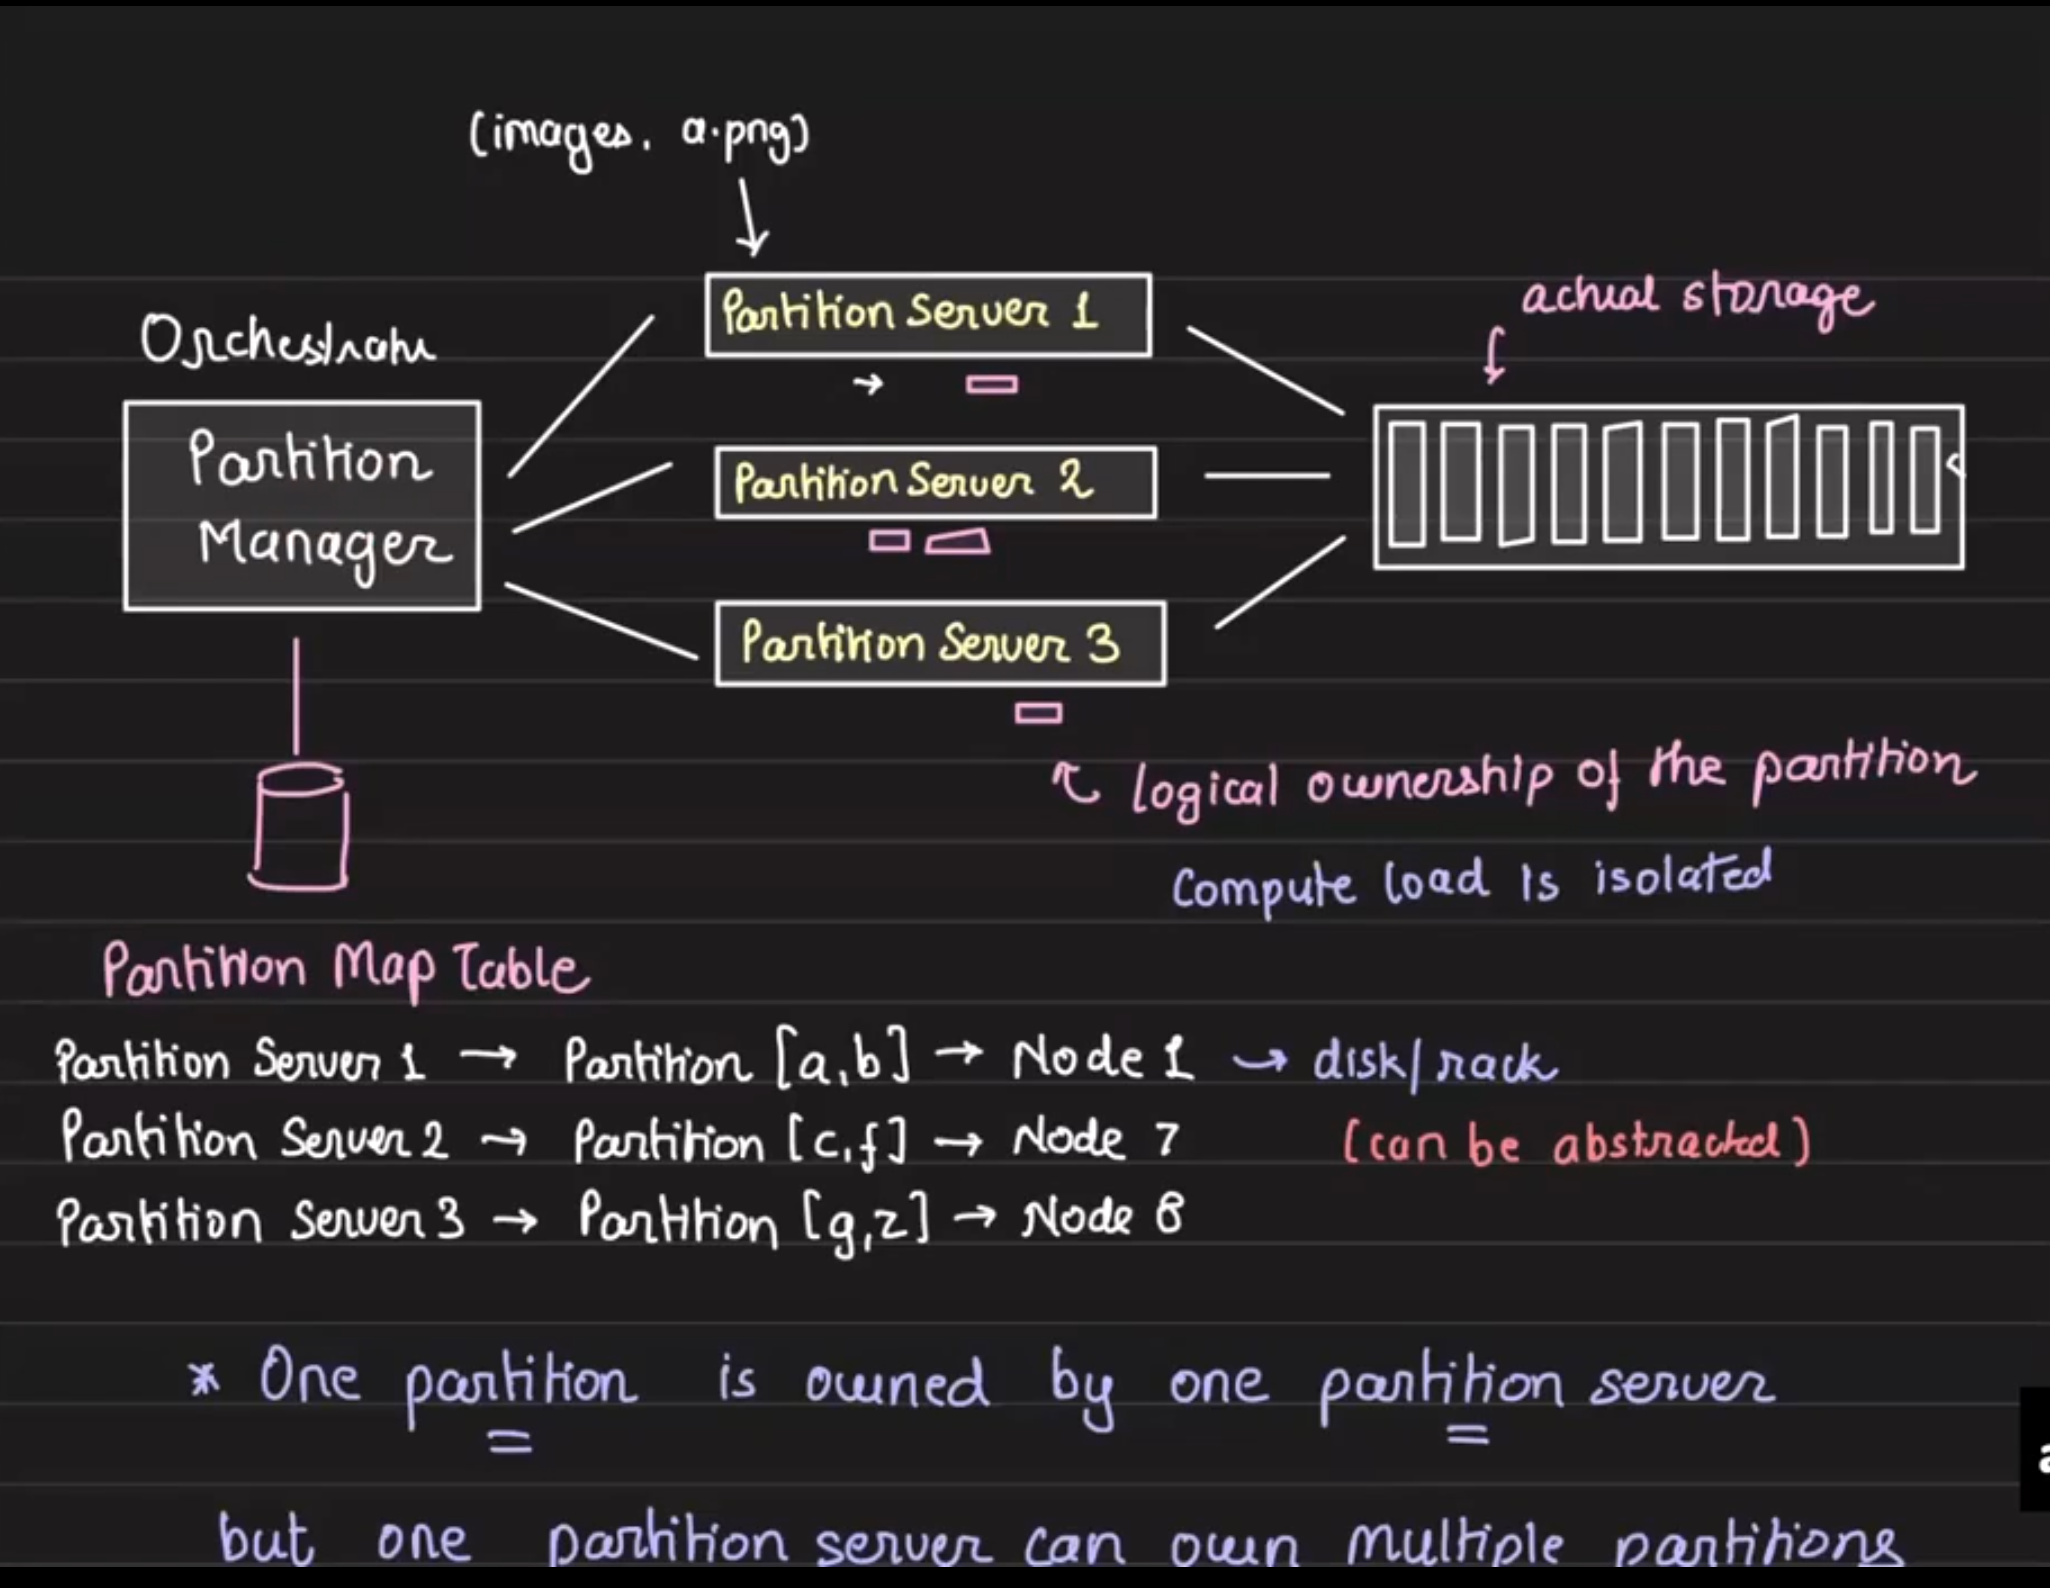 (images, a.png)
Orchestrator
Partition
Manager
Partition Server 1
Partition Server 2
Partition Server 3
actual storage
logical ownership of the partition
Compute load is isolated
Partition Map Table
Partition Server 1 → Partition [a,b] → Node 1 → disk/rack
Partition Server 2 → Partition [c,f] → Node 7 (can be abstracted)
Partition Server 3 → Partition [g,z] → Node 8
* One partition is owned by one partition server
but one partition server can own multiple partitions